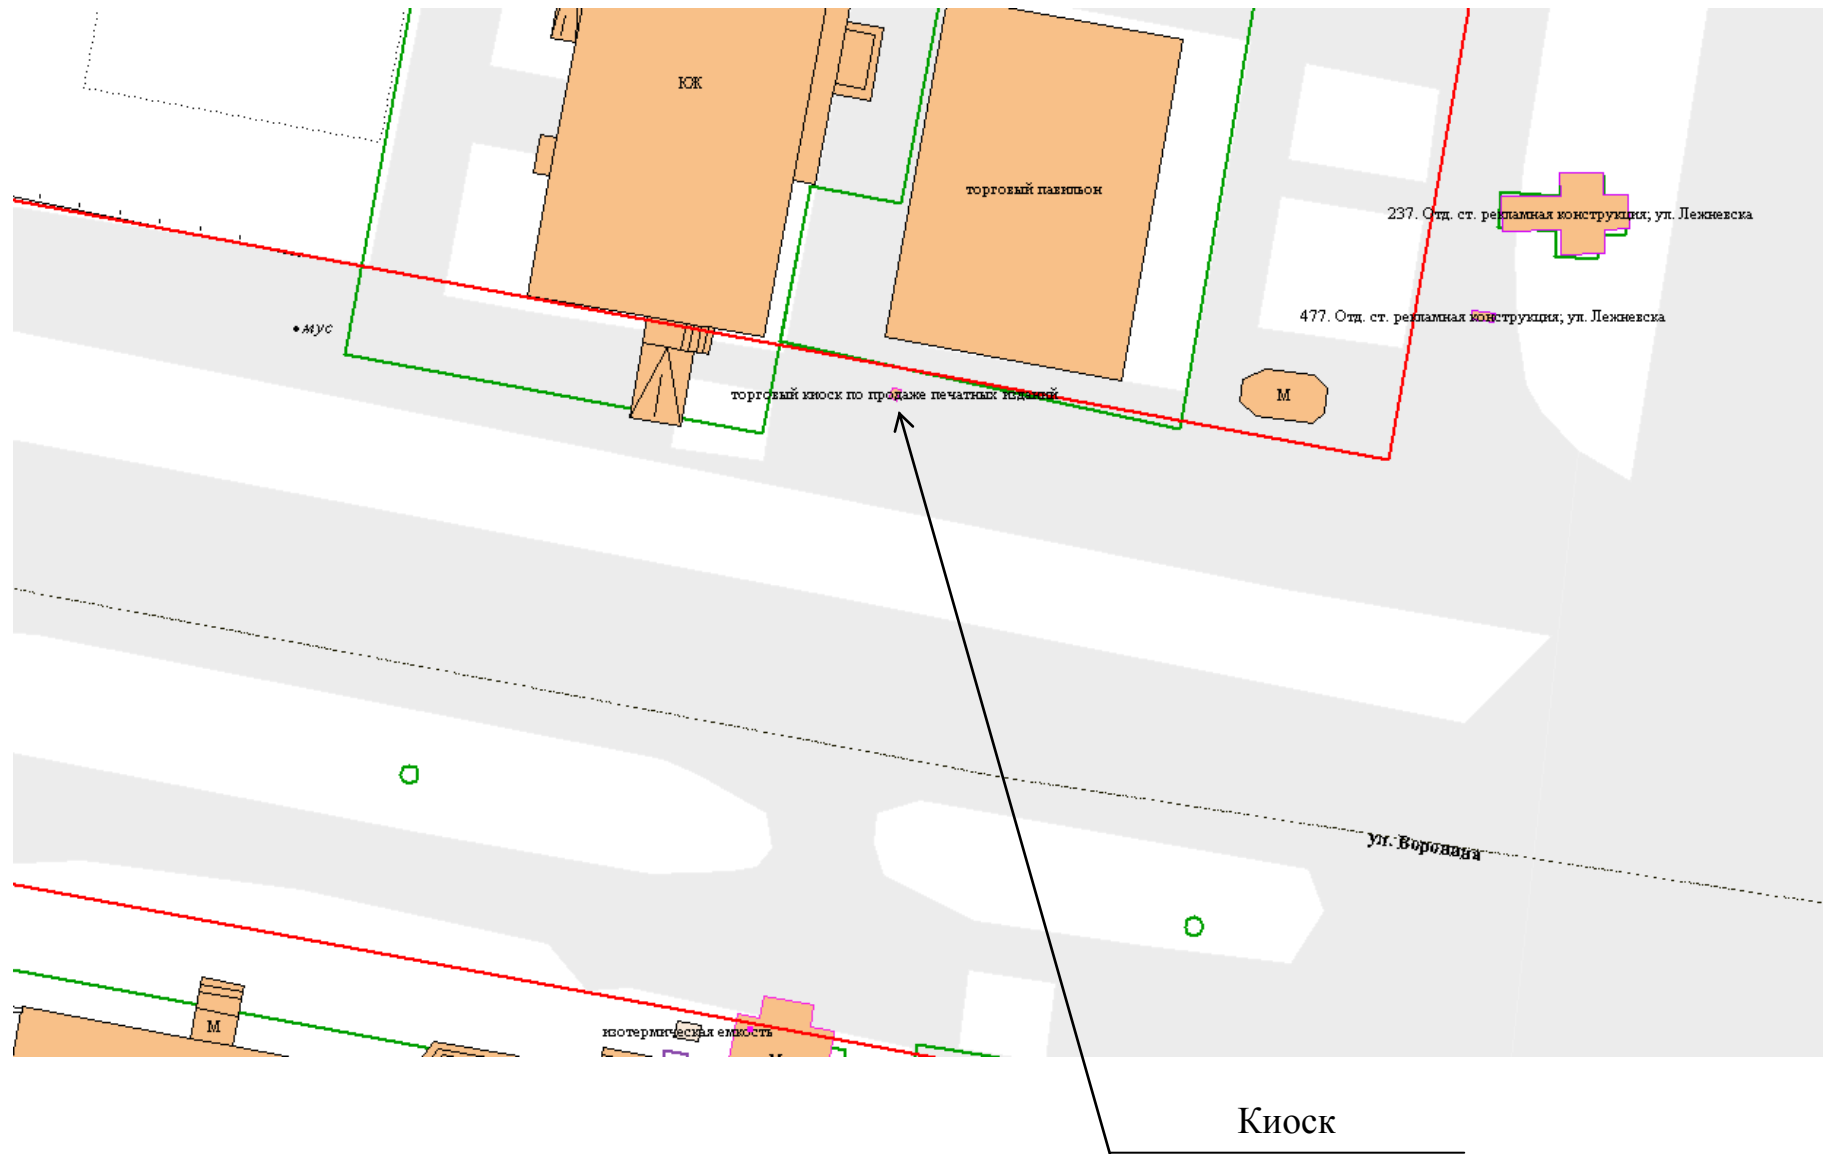 КЖ
торговый павильон
237. Отд. ст. рекламная конструкция; ул. Лежневска
477. Отд. ст. рекламная конструкция; ул. Лежневска
мус
торговый киоск по продаже печатных изданий
М
ул. Воронина
М
изотермическая емкость
Киоск